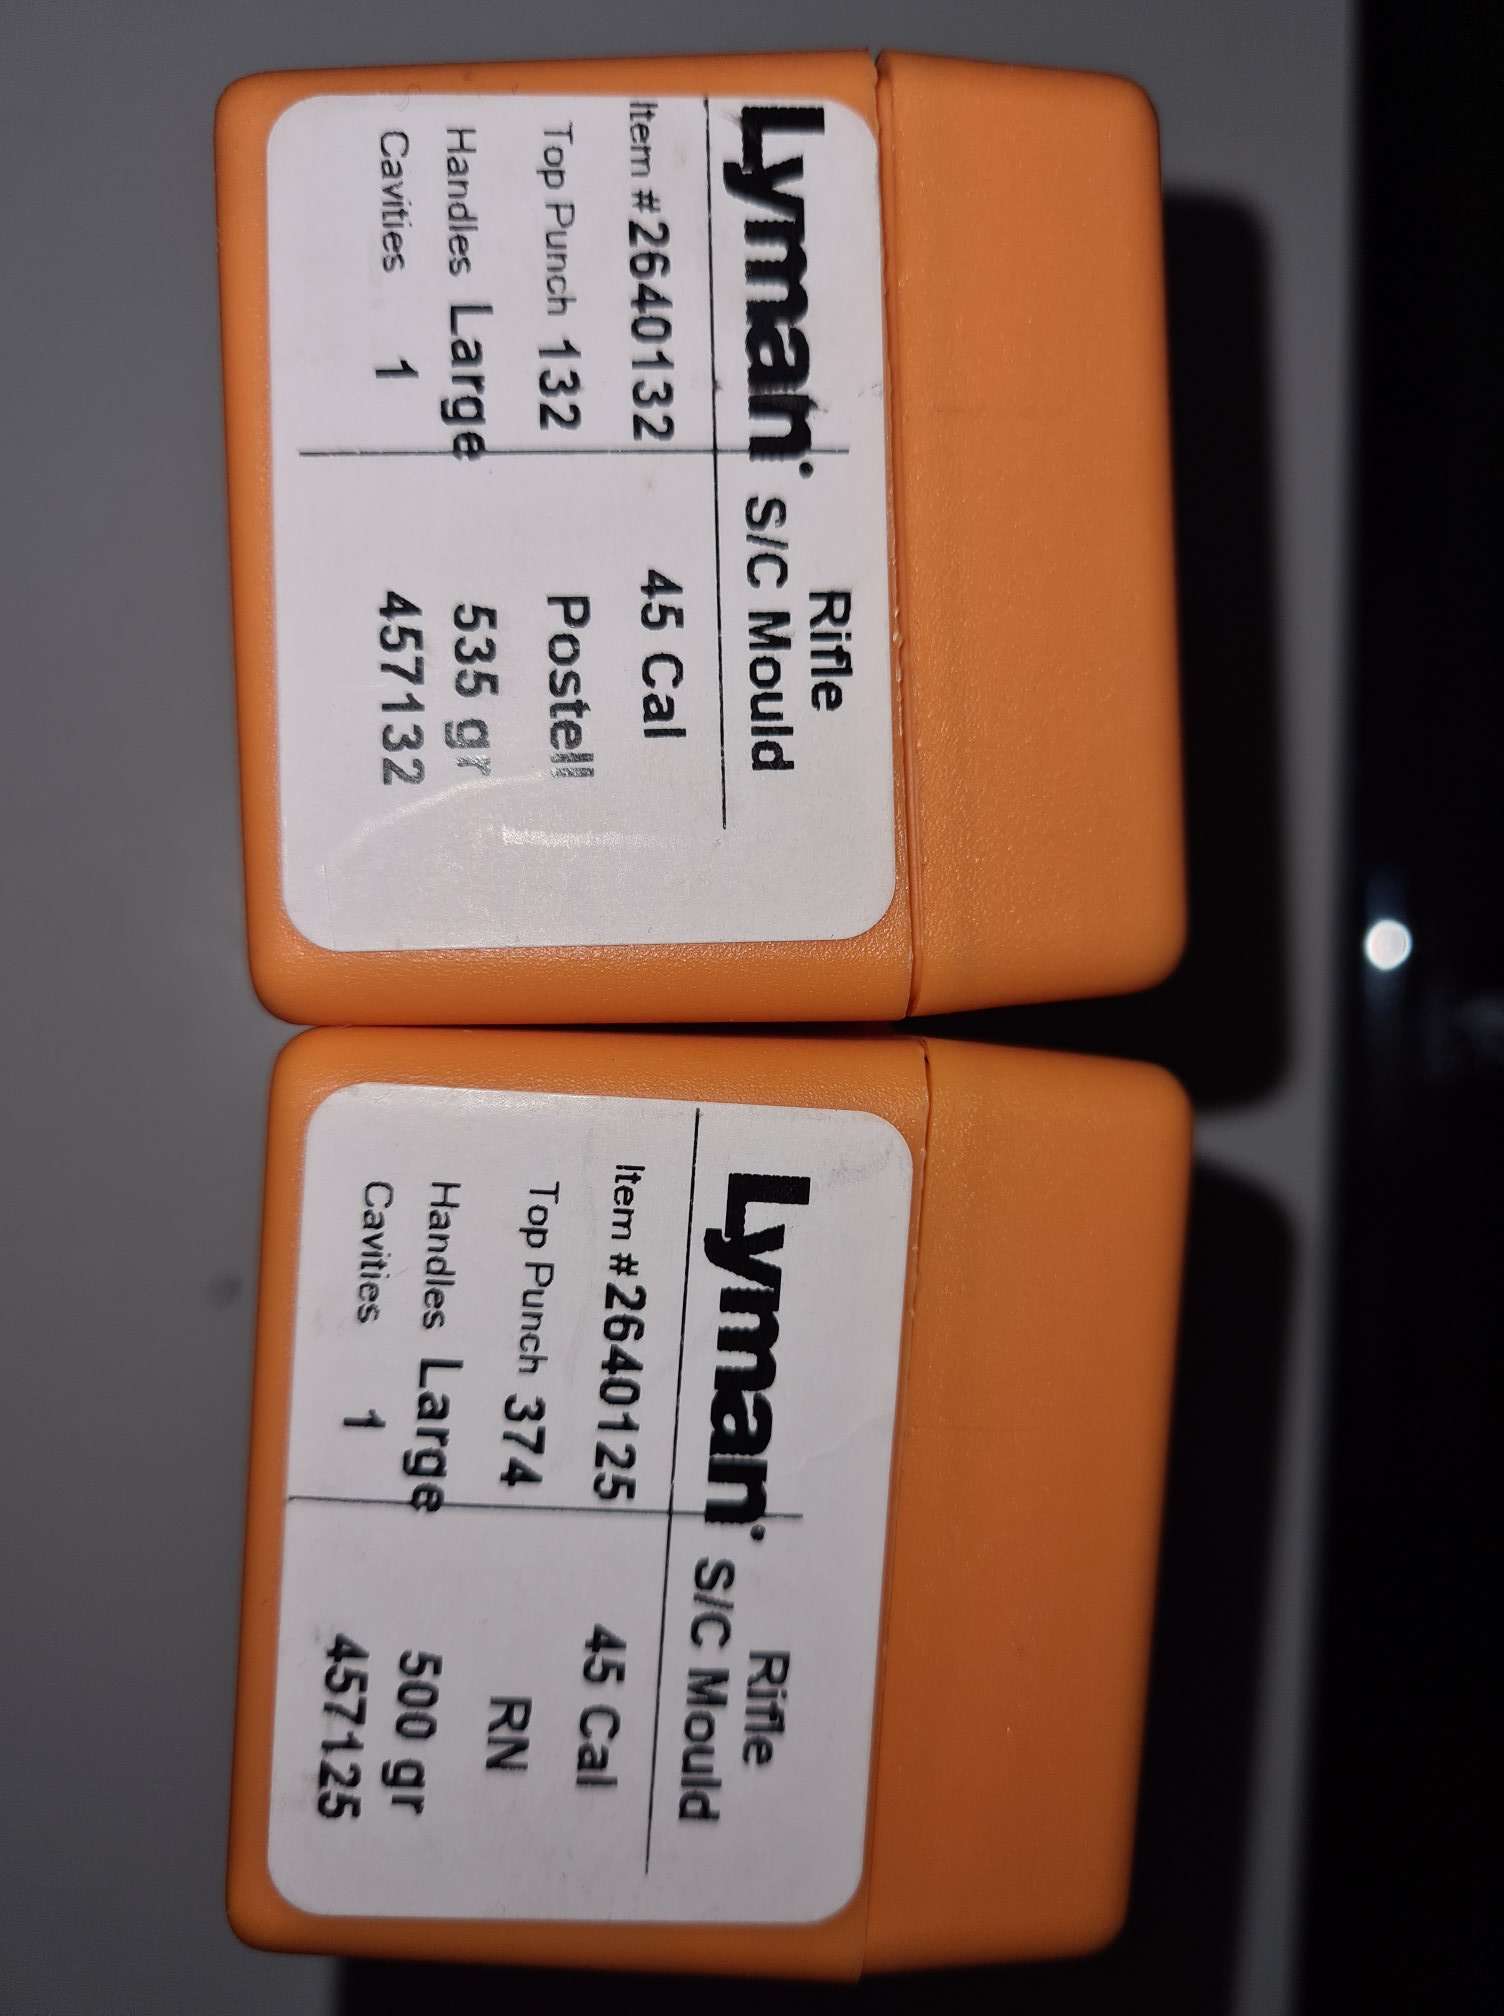 Lyman® Rifle
S/C Mould
Item #2640132 45 Cal
Top Punch 132 Postell
Handles Large 535 gr
Cavities 1 457132
Lyman® Rifle
S/C Mould
Item #2640125 45 Cal
Top Punch 374 RN
Handles Large 500 gr
Cavities 1 457125